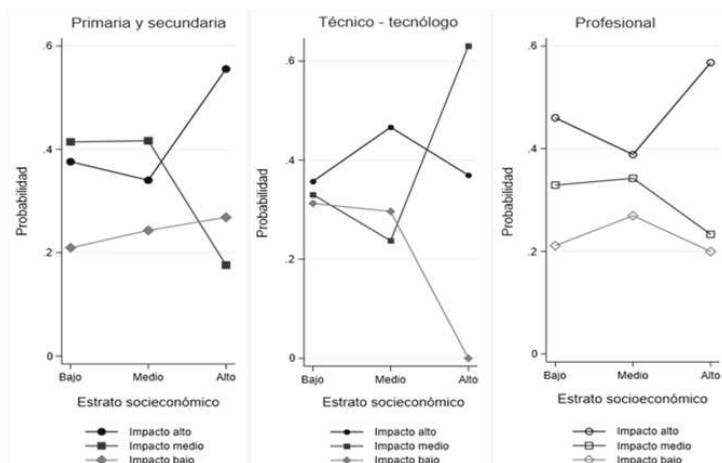 Primaria y secundaria
.6
.4
.2
0
Probabilidad
Bajo
Medio
Alto
Estrato socioeconómico
Impacto alto
Impacto medio
Impacto bajo
Técnico - tecnólogo
.6
.4
.2
0
Probabilidad
Bajo
Medio
Alto
Estrato socioeconómico
Impacto alto
Impacto medio
Impacto bajo
Profesional
.6
.4
.2
0
Probabilidad
Bajo
Medio
Alto
Estrato socioeconómico
Impacto alto
Impacto medio
Impacto bajo